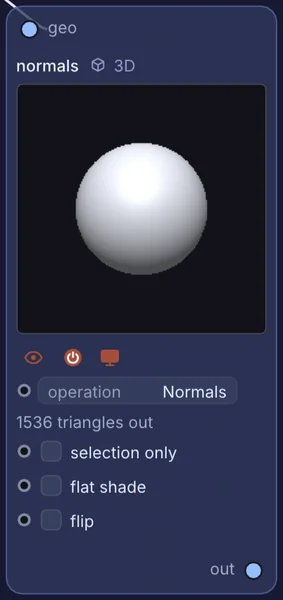 geo
normals 3D
operation Normals
1536 triangles out
selection only
flat shade
flip
out